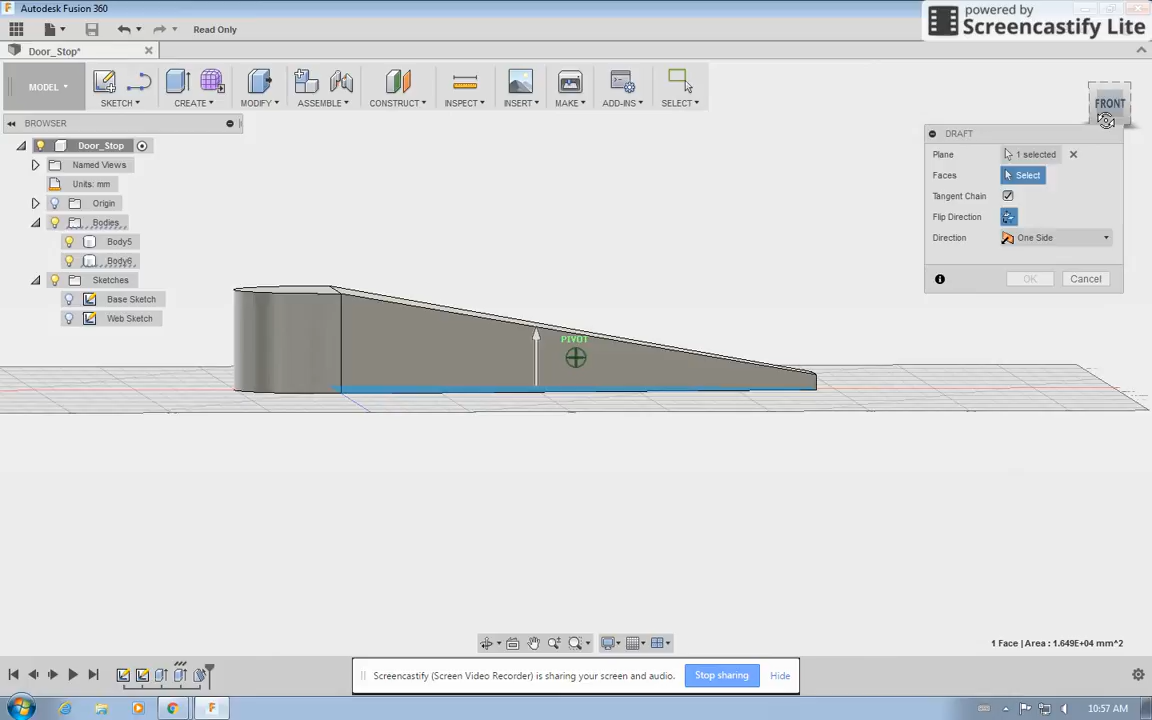 Autodesk Fusion 360
powered by
Screencastify Lite
Read Only
Door_Stop*
MODEL
SKETCH
CREATE
MODIFY
ASSEMBLE
CONSTRUCT
INSPECT
INSERT
MAKE
ADD-INS
SELECT
BROWSER
FRONT
DRAFT
Door_Stop
Plane
1 selected
Named Views
Faces
Select
Units: mm
Tangent Chain
Origin
Flip Direction
Bodies
Direction
One Side
Body5
Body6
OK
Cancel
Sketches
Base Sketch
Web Sketch
PIVOT
1 Face | Area : 1.649E+04 mm^2
Screencastify (Screen Video Recorder) is sharing your screen and audio.
Stop sharing
Hide
10:57 AM